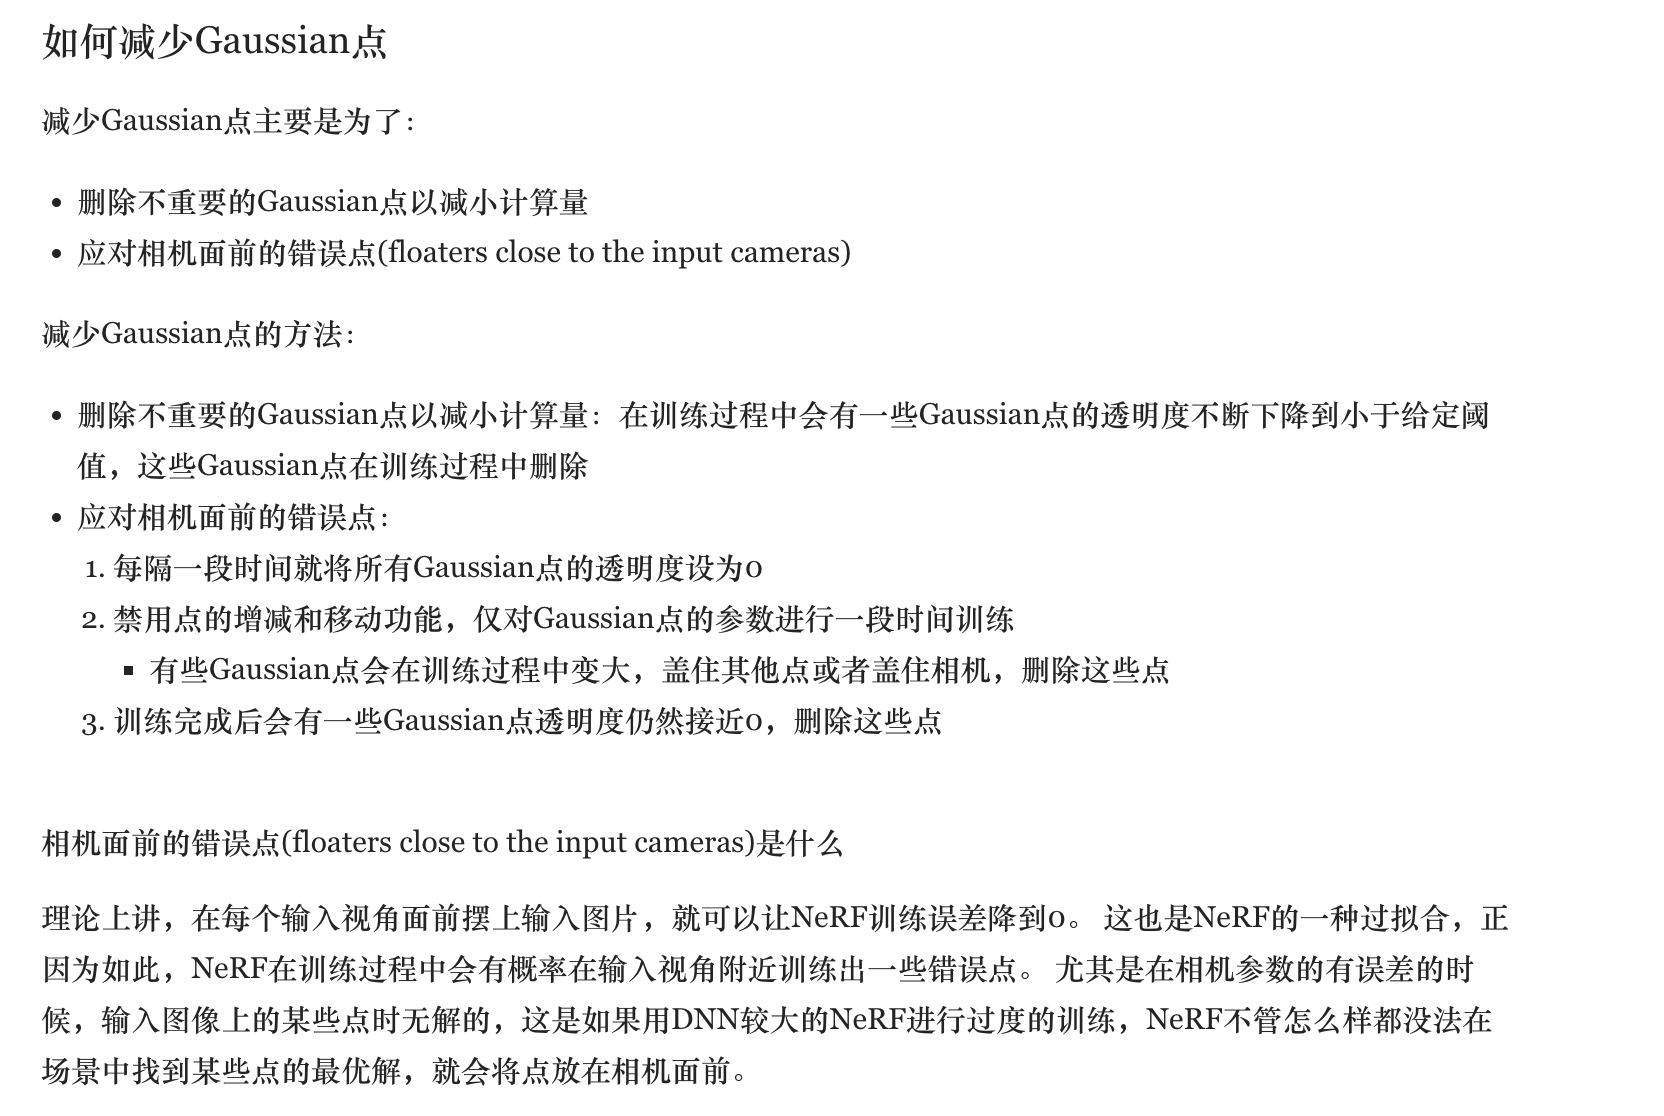 如何减少Gaussian点
减少Gaussian点主要是为了：
• 删除不重要的Gaussian点以减小计算量
• 应对相机面前的错误点(floaters close to the input cameras)
减少Gaussian点的方法：
• 删除不重要的Gaussian点以减小计算量：在训练过程中会有一些Gaussian点的透明度不断下降到小于给定阈
值，这些Gaussian点在训练过程中删除
• 应对相机面前的错误点：
1. 每隔一段时间就将所有Gaussian点的透明度设为0
2. 禁用点的增减和移动功能，仅对Gaussian点的参数进行一段时间训练
▪ 有些Gaussian点会在训练过程中变大，盖住其他点或者盖住相机，删除这些点
3. 训练完成后会有一些Gaussian点透明度仍然接近0，删除这些点
相机面前的错误点(floaters close to the input cameras)是什么
理论上讲，在每个输入视角面前摆上输入图片，就可以让NeRF训练误差降到0。 这也是NeRF的一种过拟合，正
因为如此，NeRF在训练过程中会有概率在输入视角附近训练出一些错误点。 尤其是在相机参数的有误差的时
候，输入图像上的某些点时无解的，这是如果用DNN较大的NeRF进行过度的训练，NeRF不管怎么样都没法在
场景中找到某些点的最优解，就会将点放在相机面前。